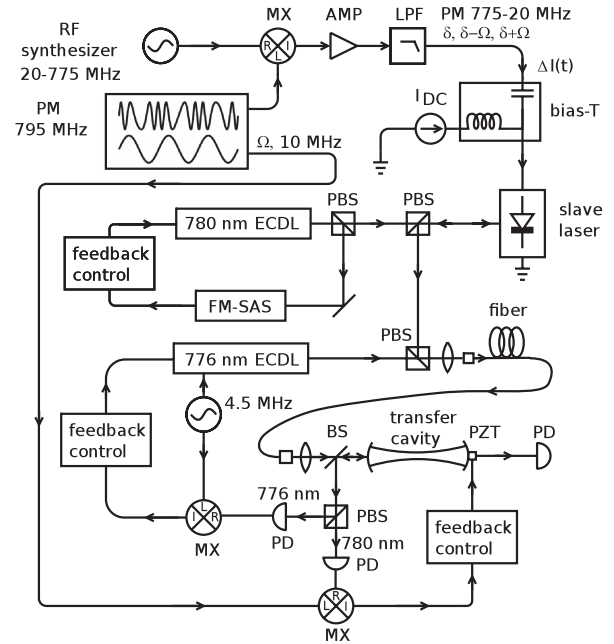 MX
AMP
LPF
PM 775-20 MHz
δ, δ−Ω, δ+Ω
RF
synthesizer
20-775 MHz
R
I
L
ΔI(t)
I DC
bias-T
PM
795 MHz
Ω, 10 MHz
PBS
PBS
780 nm ECDL
slave
laser
feedback
control
FM-SAS
fiber
PBS
776 nm ECDL
4.5 MHz
transfer
cavity
PZT
PD
BS
feedback
control
776 nm
L
I
R
MX
PD
PBS
feedback
control
780 nm
PD
R
L
I
MX